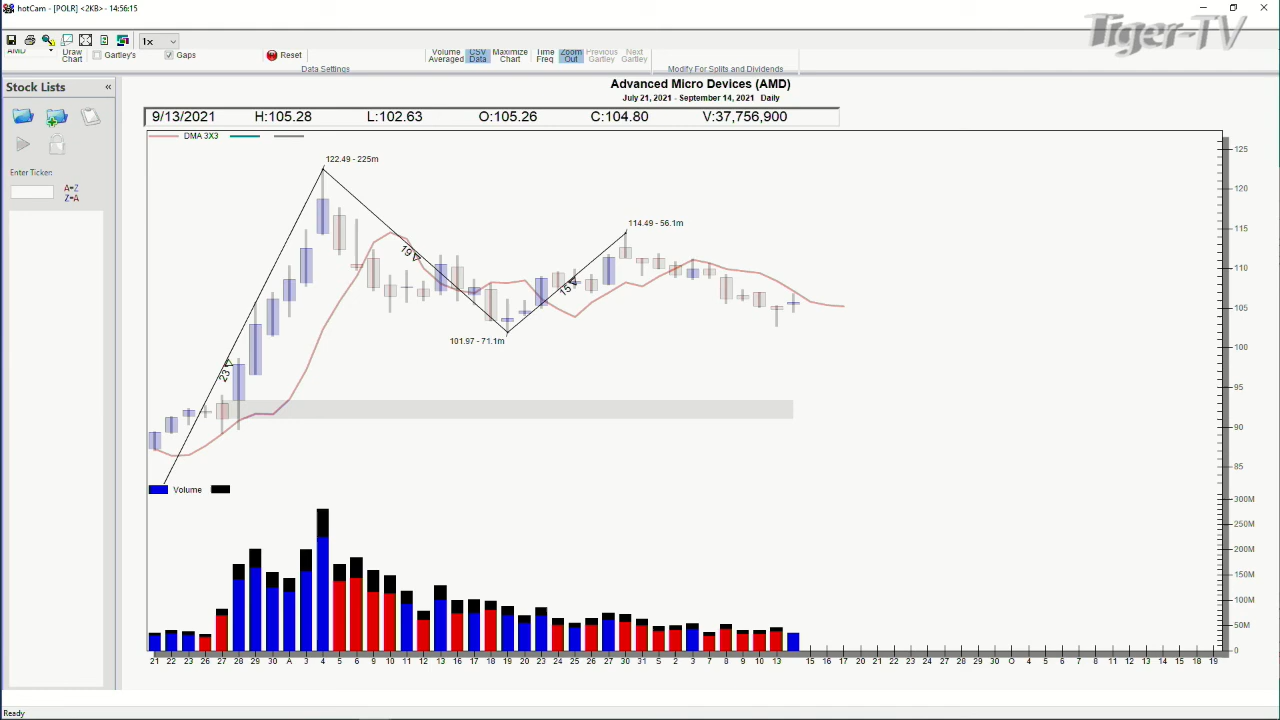 hotCam - [POLR] <2KB> - 14:56:15
Tiger-TV
1x
AMD
Draw Chart
Gartley's
Gaps
Reset
Data Settings
Volume Averaged
CSV Data
Maximize Chart
Time Freq
Zoom Out
Previous Gartley
Next Gartley
Modify For Splits and Dividends
Stock Lists
«
Enter Ticker:
A=Z
Z=A
Advanced Micro Devices (AMD)
July 21, 2021 - September 14, 2021 Daily
9/13/2021 H:105.28 L:102.63 O:105.26 C:104.80 V:37,756,900
DMA 3X3
122.49 - 225m
114.49 - 56.1m
101.97 - 71.1m
23
19
15
125
120
115
110
105
100
95
90
85
Volume
300M
250M
200M
150M
100M
50M
0
21 22 23 26 27 28 29 30 A 3 4 5 6 9 10 11 12 13 16 17 18 19 20 23 24 25 26 27 30 31 S 2 3 7 8 9 10 13 15 16 17 20 21 22 23 24 27 28 29 30 O 4 5 6 7 8 11 12 13 14 15 18 19
Ready